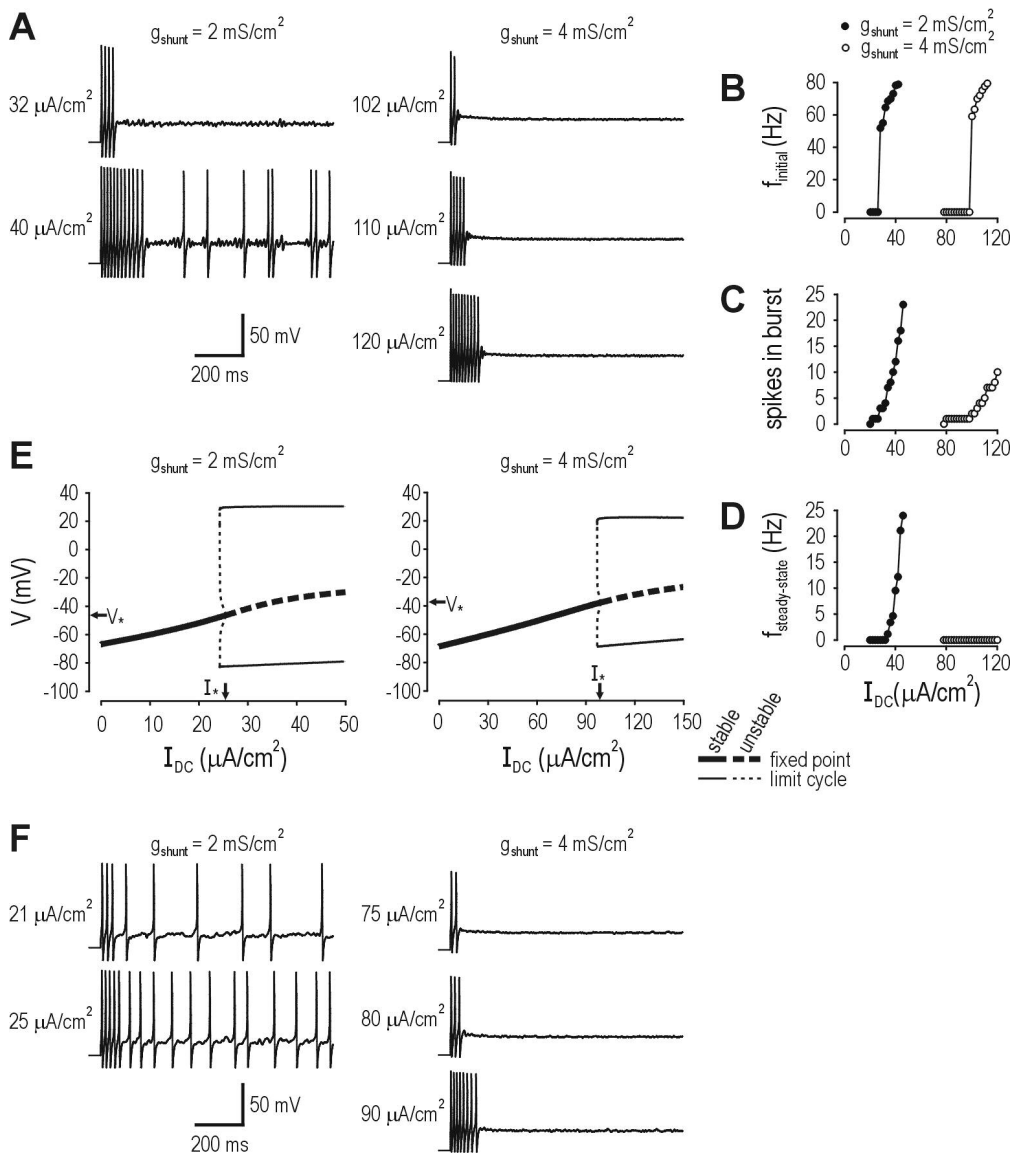 A
g_shunt = 2 mS/cm²
g_shunt = 4 mS/cm²
32 μA/cm²
40 μA/cm²
50 mV
200 ms
102 μA/cm²
110 μA/cm²
120 μA/cm²
● g_shunt = 2 mS/cm²
○ g_shunt = 4 mS/cm²
B
f_initial (Hz)
80
60
40
20
0
0 40 80 120
C
spikes in burst
25
20
15
10
5
0
0 40 80 120
D
f_steady-state (Hz)
25
20
15
10
5
0
0 40 80 120
I_DC(μA/cm²)
E
g_shunt = 2 mS/cm²
V (mV)
40
20
0
-20
-40
-60
-80
-100
V*
I*
0 10 20 30 40 50
I_DC (μA/cm²)
g_shunt = 4 mS/cm²
40
20
0
-20
-40
-60
-80
-100
V*
I*
0 30 60 90 120 150
I_DC (μA/cm²)
stable
unstable
fixed point
limit cycle
F
g_shunt = 2 mS/cm²
g_shunt = 4 mS/cm²
21 μA/cm²
25 μA/cm²
50 mV
200 ms
75 μA/cm²
80 μA/cm²
90 μA/cm²